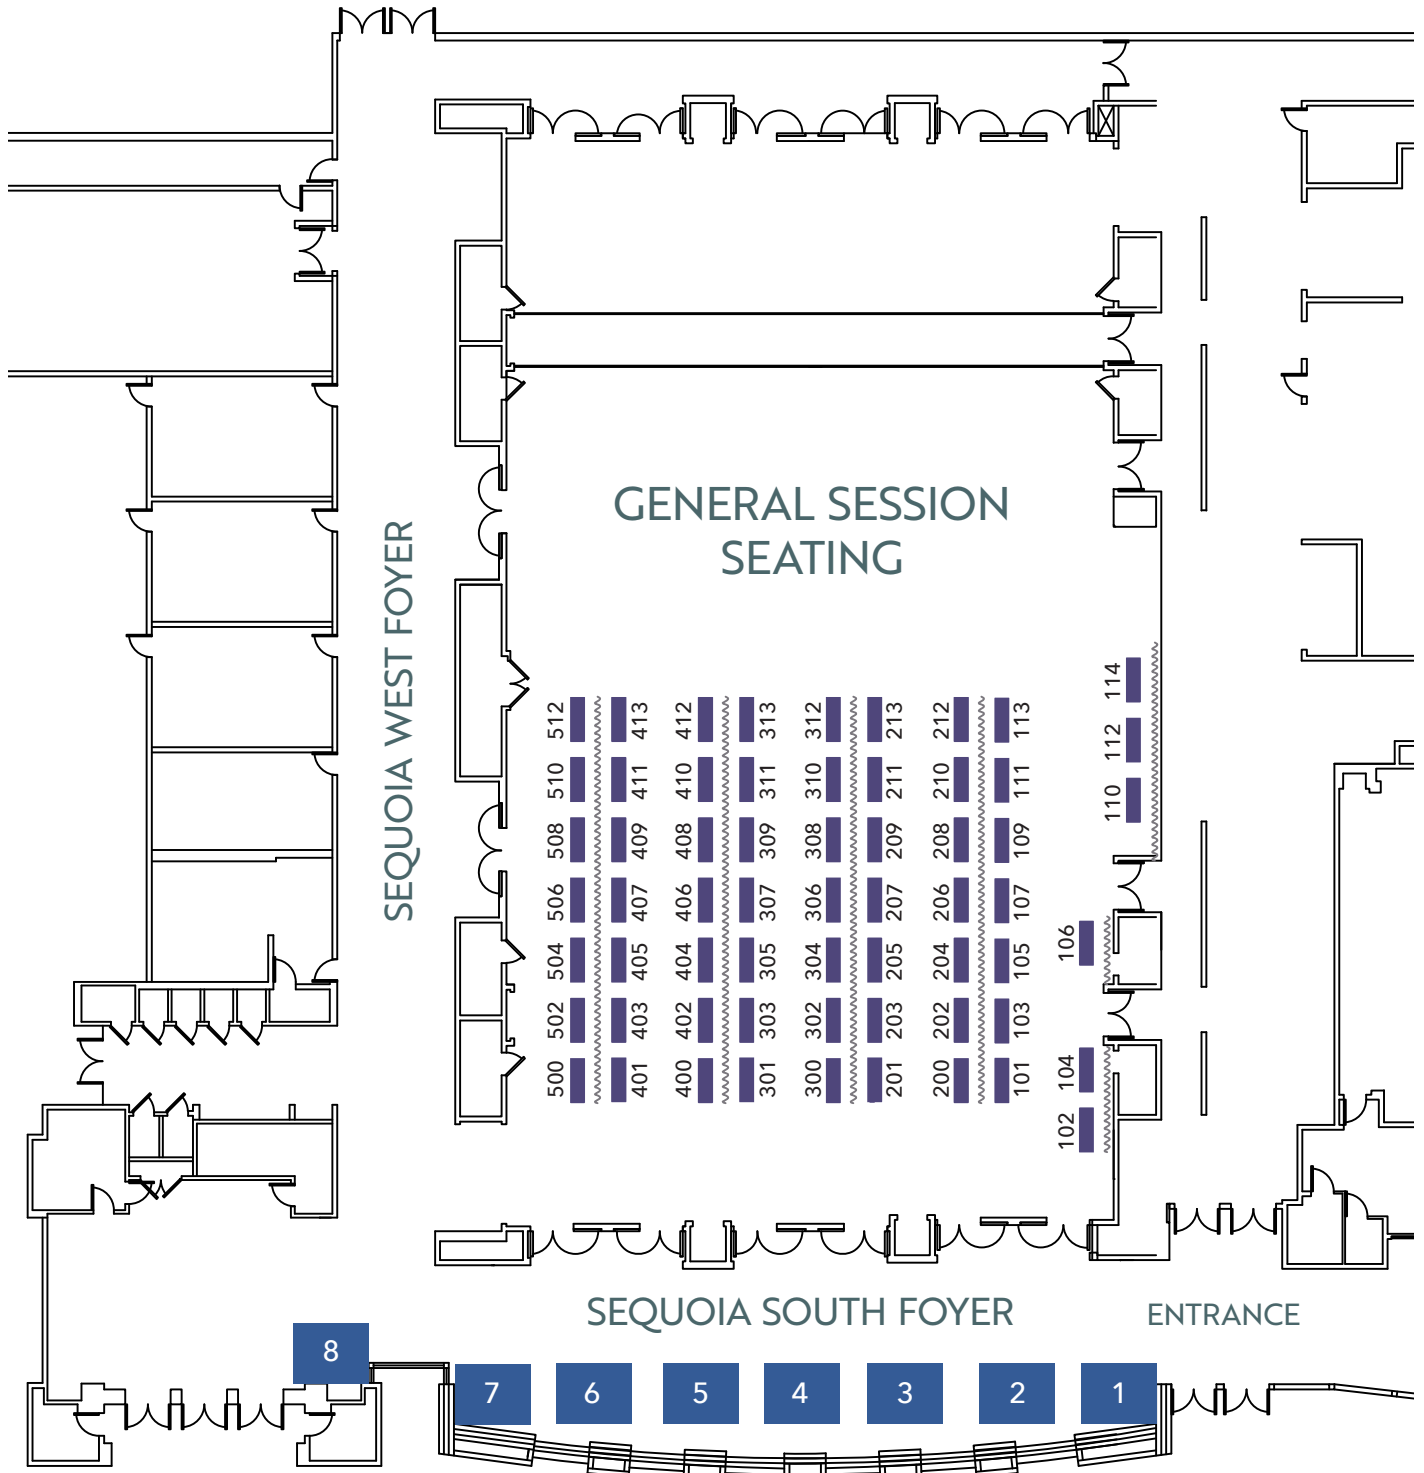 GENERAL SESSION
SEATING
SEQUOIA WEST FOYER
114
112
110
512 413 412 313 312 213 212 113
510 411 410 311 310 211 210 111
508 409 408 309 308 209 208 109
506 407 406 307 306 207 206 107
106
504 405 404 305 304 205 204 105
502 403 402 303 302 203 202 103
104
500 401 400 301 300 201 200 101
102
SEQUOIA SOUTH FOYER
ENTRANCE
8
7 6 5 4 3 2 1